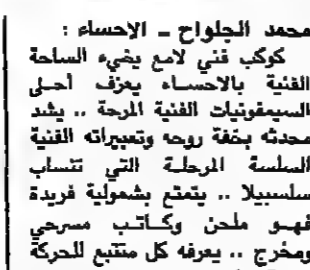 محمد الجلواح - الاحساء :
كوكب فني لامع يضيء الساحة
الفنية بالاحساء يعزف أحلى
السيمفونيات الفنية المرحة .. يشد
محدثه بخفة روحه وتعبيراته الفنية
السلسة المرحلة التي تنساب
سلسبيلا .. يتمتع بشمولية فريدة
فهو ملحن وكاتب مسرحي
ومخرج .. يعرفه كل متتبع للحركة